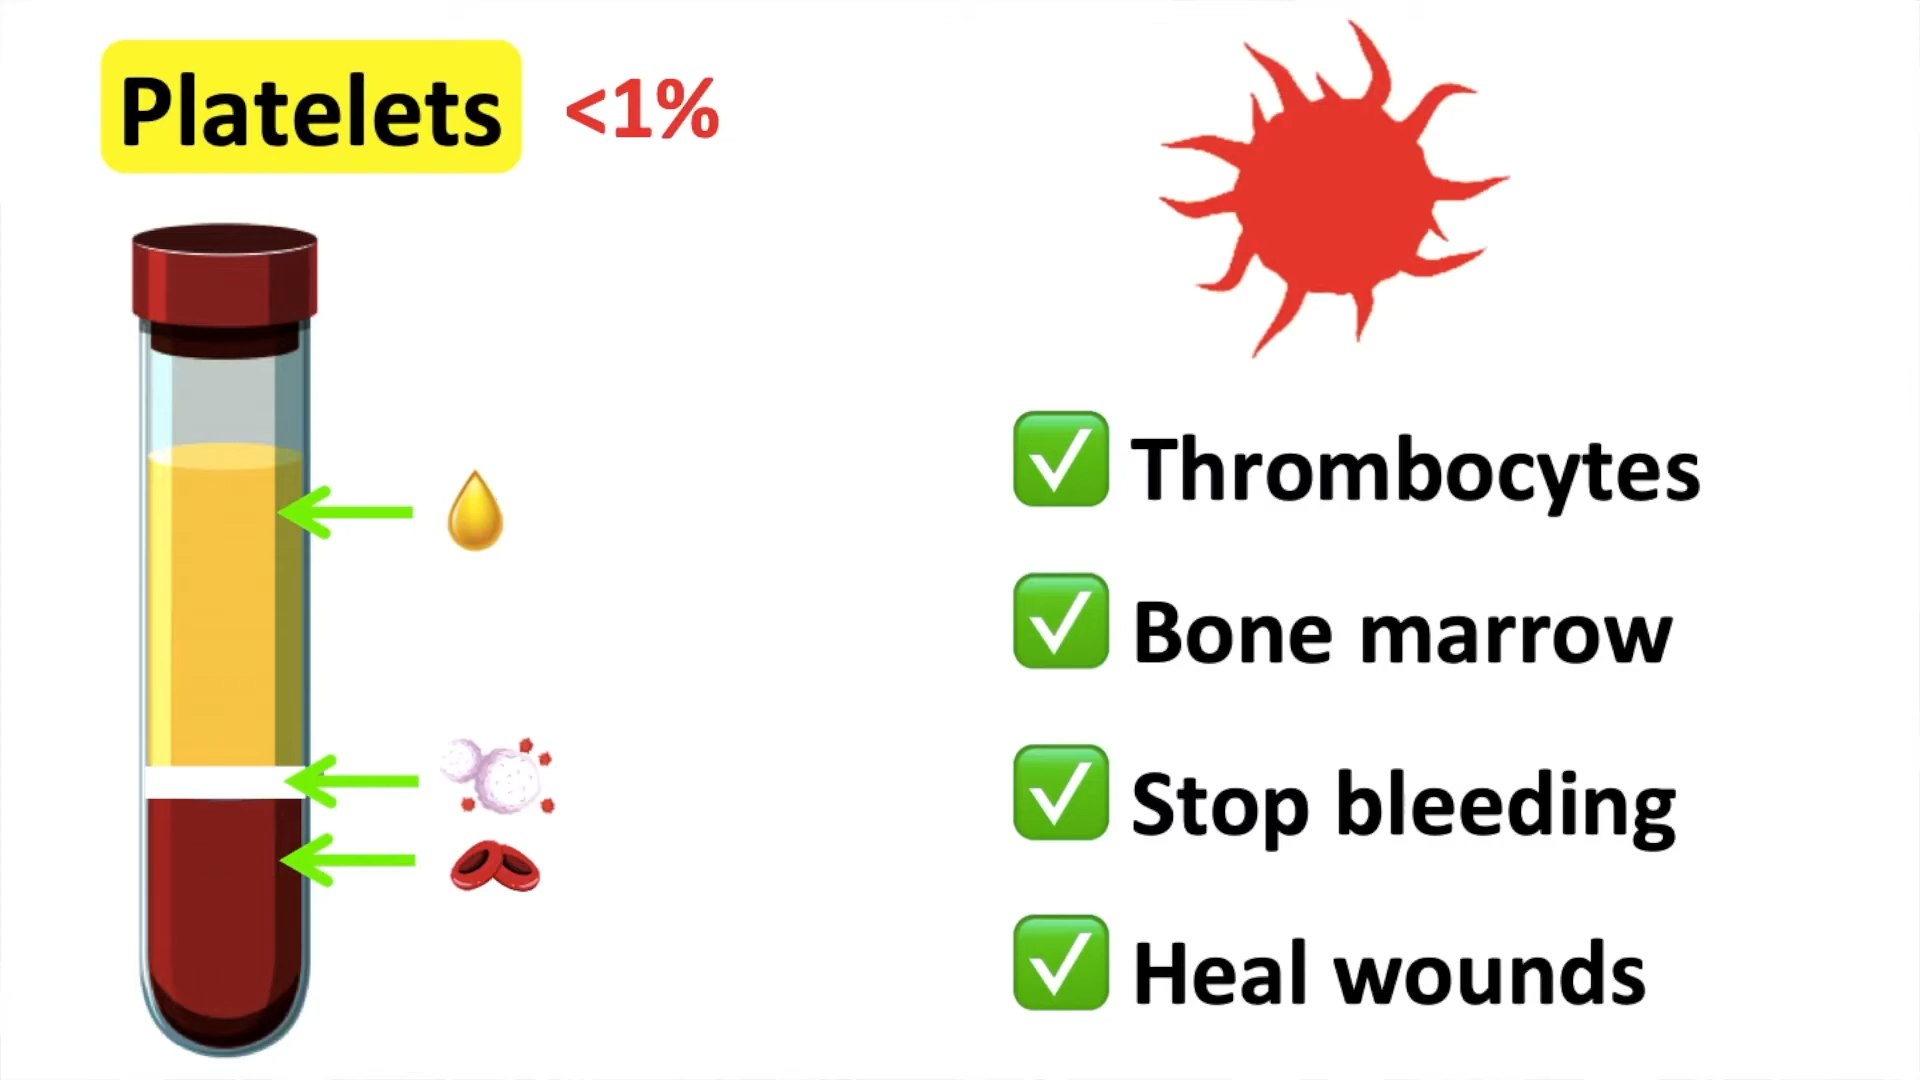 Platelets <1%
Thrombocytes
Bone marrow
Stop bleeding
Heal wounds